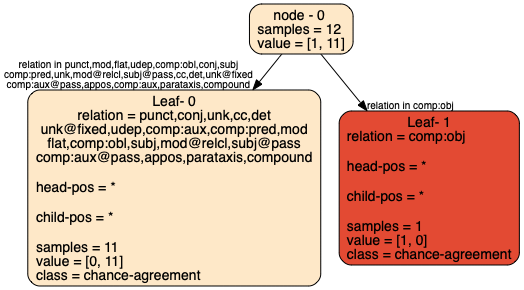 node - 0
samples = 12
value = [1, 11]
relation in punct,mod,flat,udep,comp:obl,conj,subj
comp:pred,unk,mod@relcl,subj@pass,cc,det,unk@fixed
comp:aux@pass,appos,comp:aux,parataxis,compound
relation in comp:obj
Leaf- 0
relation = punct,conj,unk,cc,det
unk@fixed,udep,comp:aux,comp:pred,mod
flat,comp:obl,subj,mod@relcl,subj@pass
comp:aux@pass,appos,parataxis,compound
head-pos = *
child-pos = *
samples = 11
value = [0, 11]
class = chance-agreement
Leaf- 1
relation = comp:obj
head-pos = *
child-pos = *
samples = 1
value = [1, 0]
class = chance-agreement